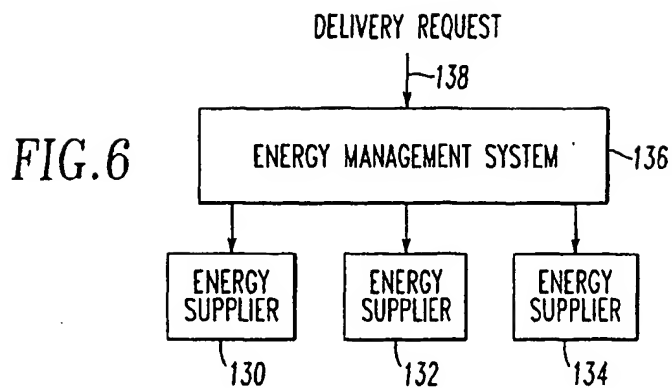 DELIVERY REQUEST
138
FIG.6
ENERGY MANAGEMENT SYSTEM
136
ENERGY SUPPLIER
ENERGY SUPPLIER
ENERGY SUPPLIER
130
132
134